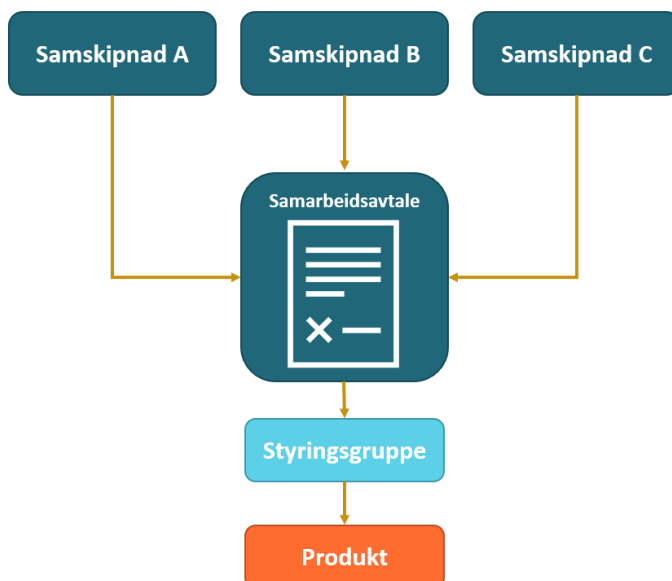 Samskipnad A
Samskipnad B
Samskipnad C
Samarbeidsavtale
Styringsgruppe
Produkt